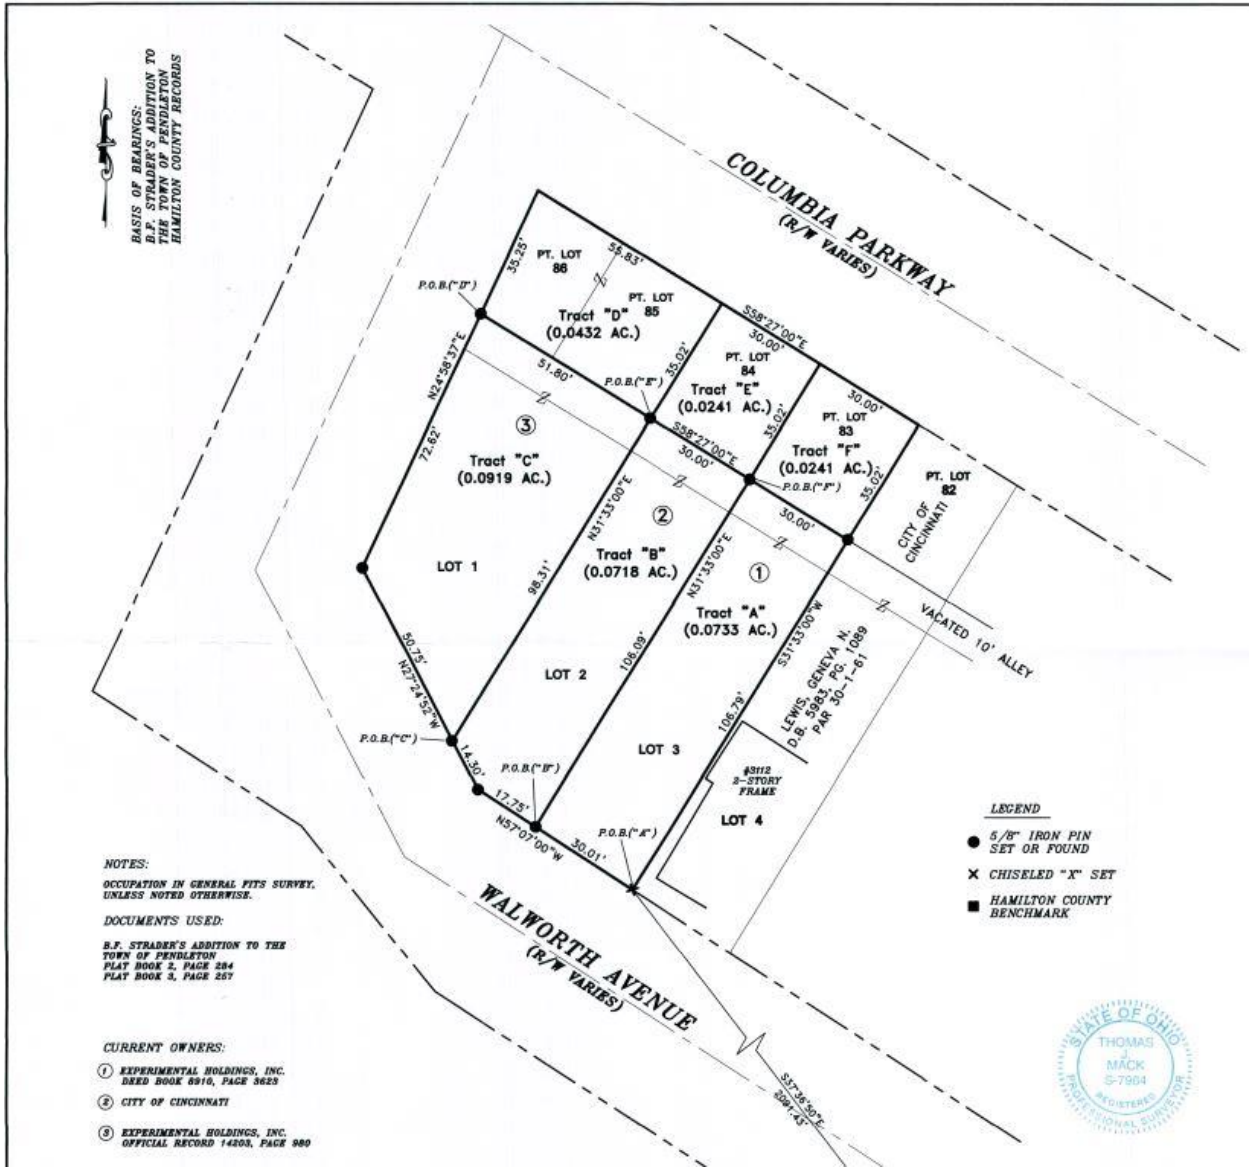 BASIS OF BEARINGS:
B.F. STRADER'S ADDITION TO
THE TOWN OF PENDLETON
HAMILTON COUNTY RECORDS
COLUMBIA PARKWAY
(R/W VARIES)
35.25'
PT. LOT
86
55.83'
P.O.B.("D")
Tract "D"
(0.0432 AC.)
PT. LOT
85
S58°27'00"E
30.00'
PT. LOT
84
35.02'
Tract "E"
(0.0241 AC.)
30.00'
PT. LOT
83
35.02'
Tract "F"
(0.0241 AC.)
35.02'
PT. LOT
82
CITY OF
CINCINNATI
N24°58'37"E
72.62'
51.80'
P.O.B.("E")
S58°27'00"E
30.00'
P.O.B.("F")
30.00'
3
Tract "C"
(0.0919 AC.)
LOT 1
N31°33'00"E
98.31'
2
Tract "B"
(0.0718 AC.)
LOT 2
N31°33'00"E
106.09'
1
Tract "A"
(0.0733 AC.)
LOT 3
S31°33'00"W
106.79'
VACATED 10' ALLEY
LEWIS, GENEVA N.
D.B. 5983, PG. 1089
PAR 30-1-61
50.75'
N27°24'52"W
P.O.B.("C")
14.30'
17.75'
P.O.B.("B")
N57°07'00"W
30.01'
P.O.B.("A")
#3112
2-STORY
FRAME
LOT 4
WALWORTH AVENUE
(R/W VARIES)
S37°36'50"E
2091.43'
LEGEND
5/8" IRON PIN
SET OR FOUND
CHISELED "X" SET
HAMILTON COUNTY
BENCHMARK
NOTES:
OCCUPATION IN GENERAL FITS SURVEY,
UNLESS NOTED OTHERWISE.
DOCUMENTS USED:
B.F. STRADER'S ADDITION TO THE
TOWN OF PENDLETON
PLAT BOOK 2, PAGE 284
PLAT BOOK 3, PAGE 257
CURRENT OWNERS:
1 EXPERIMENTAL HOLDINGS, INC.
DEED BOOK 8910, PAGE 3623
2 CITY OF CINCINNATI
3 EXPERIMENTAL HOLDINGS, INC.
OFFICIAL RECORD 14203, PAGE 980
STATE OF OHIO
THOMAS
J.
MACK
S-7964
REGISTERED
PROFESSIONAL SURVEYOR